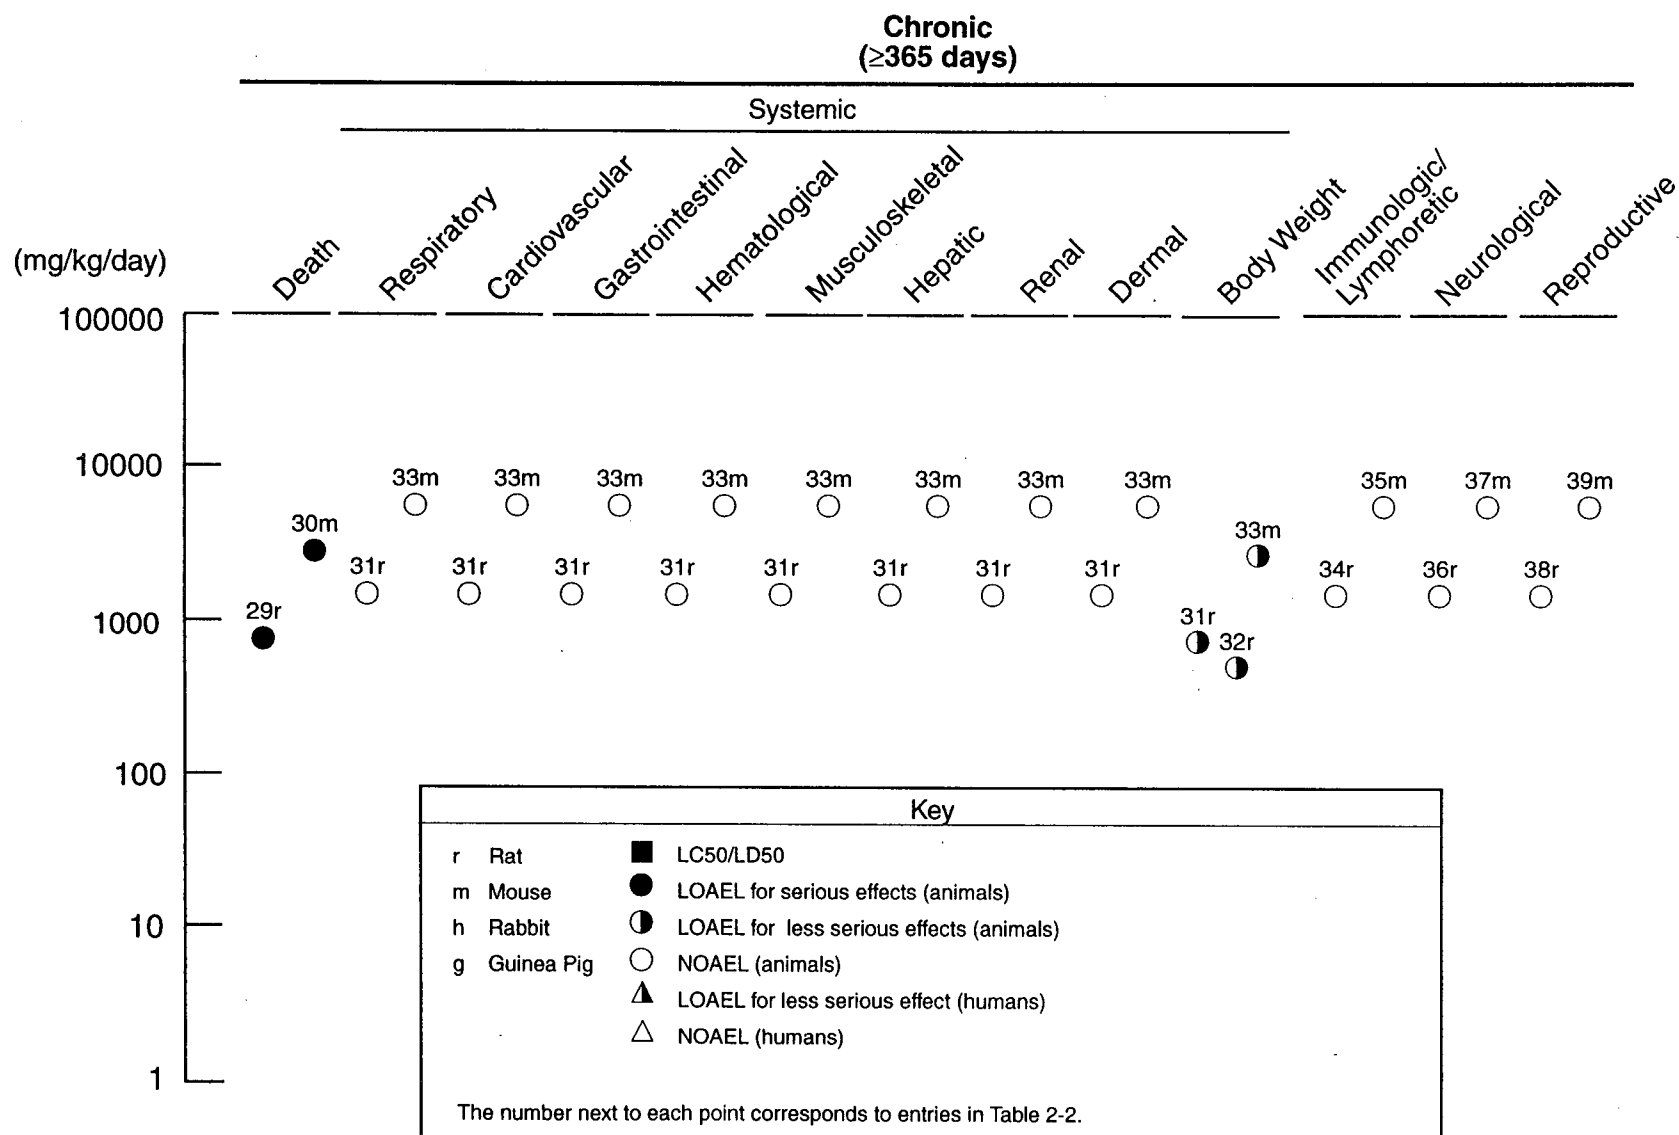 Chronic
(≥365 days)
Systemic
(mg/kg/day)
Death
Respiratory
Cardiovascular
Gastrointestinal
Hematological
Musculoskeletal
Hepatic
Renal
Dermal
Body Weight
Immunologic/
Lymphoretic
Neurological
Reproductive
100000
10000
1000
100
10
1
33m 33m 33m 33m 33m 33m 33m 33m 35m 37m 39m
30m
33m
31r 31r 31r 31r 31r 31r 31r 31r 34r 36r 38r
29r
31r
32r
Key
r Rat LC50/LD50
m Mouse LOAEL for serious effects (animals)
h Rabbit LOAEL for less serious effects (animals)
g Guinea Pig NOAEL (animals)
LOAEL for less serious effect (humans)
NOAEL (humans)
The number next to each point corresponds to entries in Table 2-2.